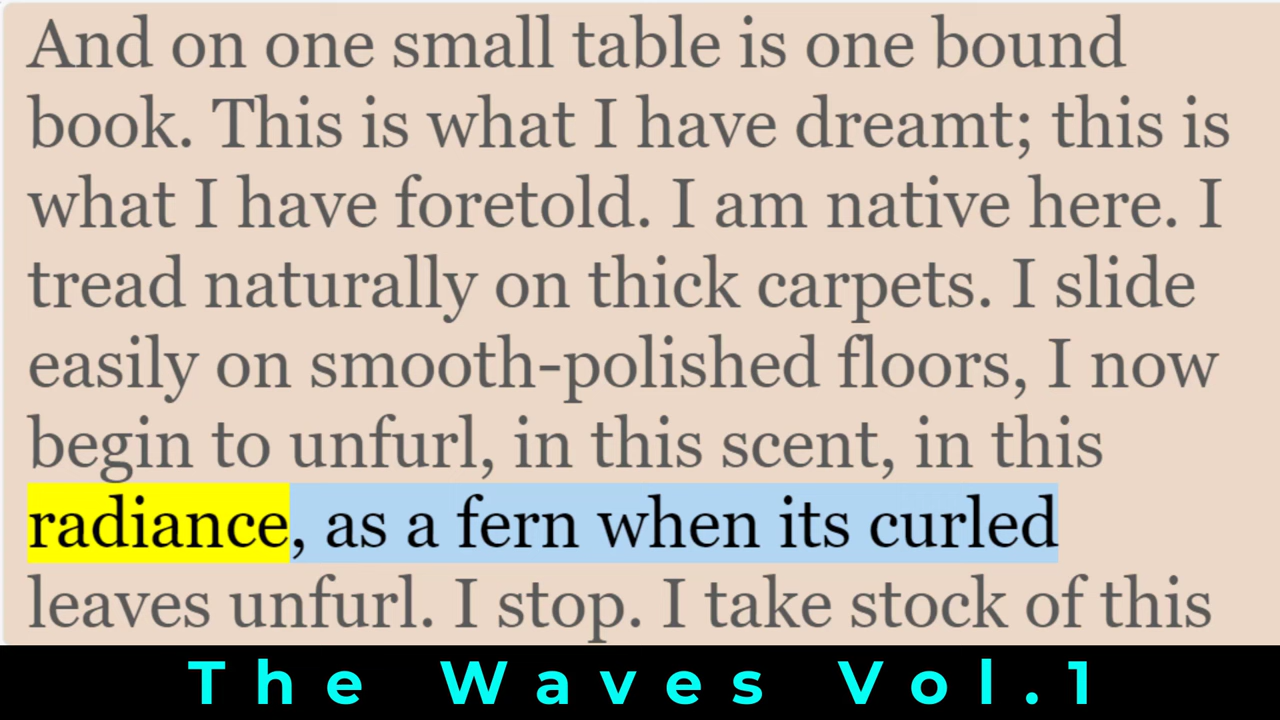 And on one small table is one bound
book. This is what I have dreamt; this is
what I have foretold. I am native here. I
tread naturally on thick carpets. I slide
easily on smooth-polished floors, I now
begin to unfurl, in this scent, in this
radiance, as a fern when its curled
leaves unfurl. I stop. I take stock of this
The Waves Vol.1